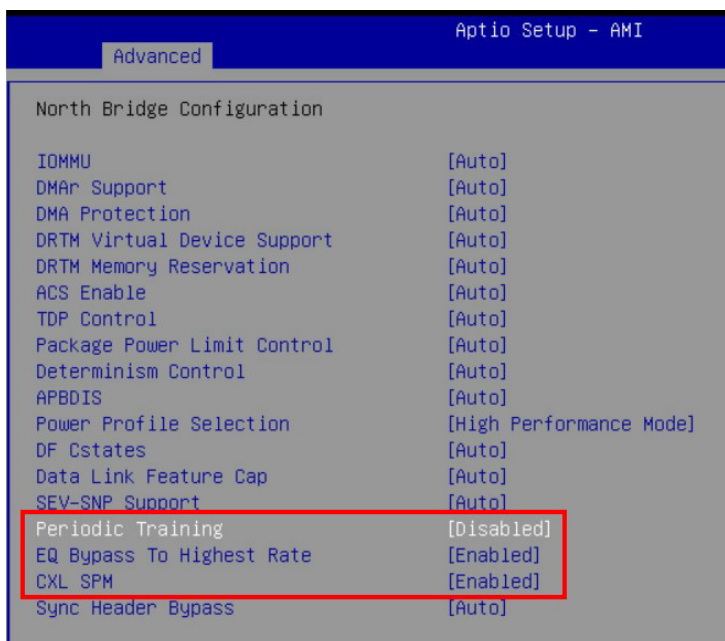 Aptio Setup - AMI
Advanced
North Bridge Configuration
IOMMU [Auto]
DMAr Support [Auto]
DMA Protection [Auto]
DRTM Virtual Device Support [Auto]
DRTM Memory Reservation [Auto]
ACS Enable [Auto]
TDP Control [Auto]
Package Power Limit Control [Auto]
Determinism Control [Auto]
APBDIS [Auto]
Power Profile Selection [High Performance Mode]
DF Cstates [Auto]
Data Link Feature Cap [Auto]
SEV-SNP Support [Auto]
Periodic Training [Disabled]
EQ Bypass To Highest Rate [Enabled]
CXL SPM [Enabled]
Sync Header Bypass [Auto]